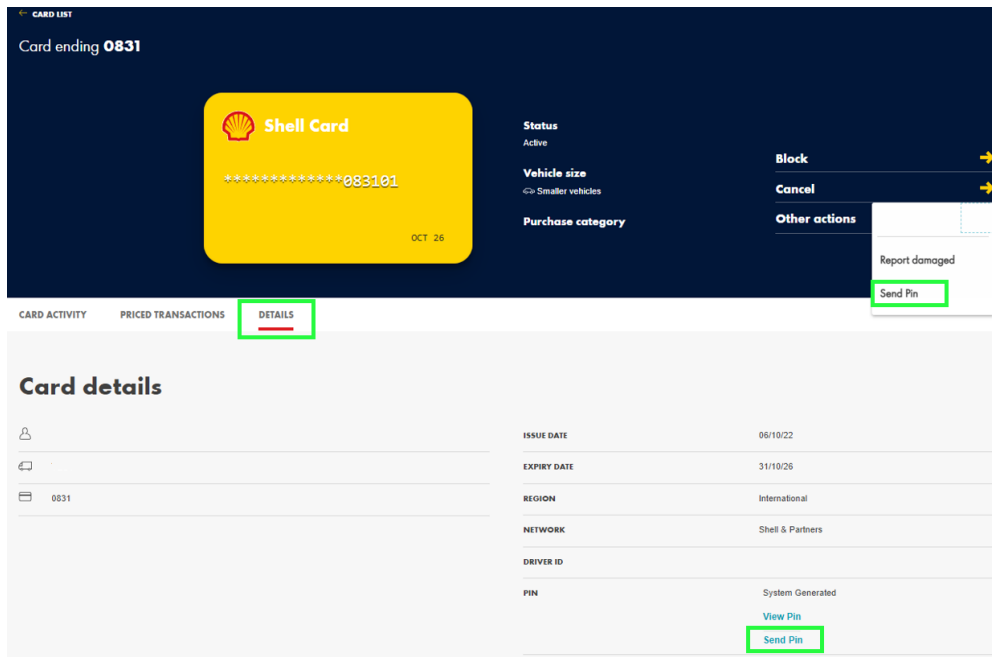 ← CARD LIST
Card ending 0831
Shell Card
*************083101
OCT 26
Status
Active
Vehicle size
Smaller vehicles
Purchase category
Block
Cancel
Other actions
Report damaged
Send Pin
CARD ACTIVITY PRICED TRANSACTIONS DETAILS
Card details
0831
ISSUE DATE 06/10/22
EXPIRY DATE 31/10/26
REGION International
NETWORK Shell & Partners
DRIVER ID
PIN System Generated
View Pin
Send Pin